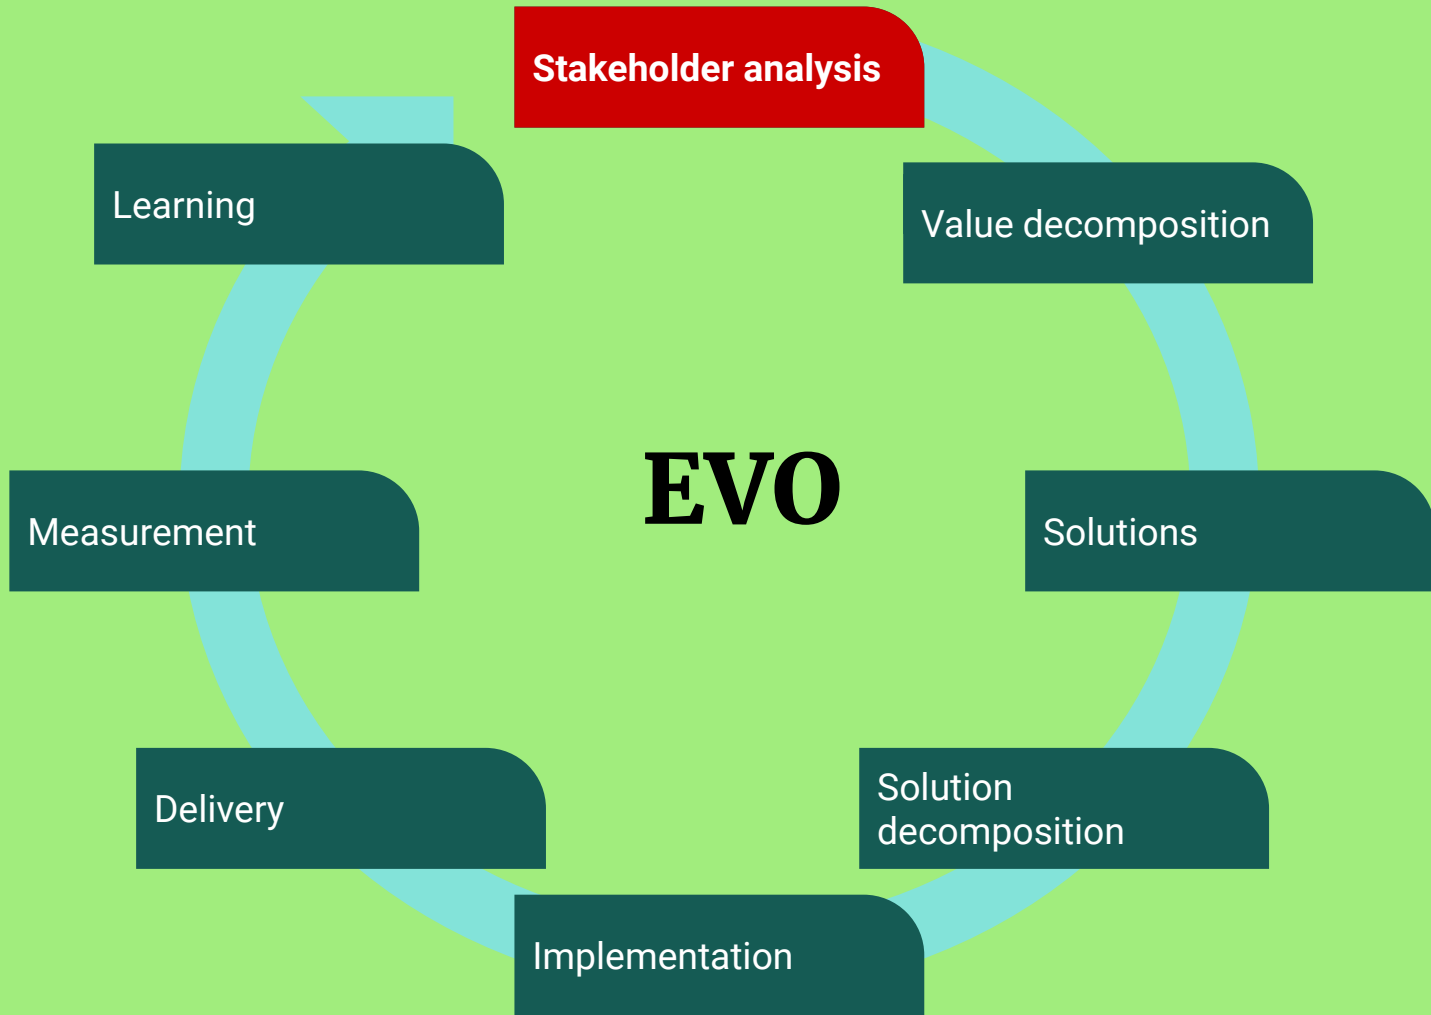 Stakeholder analysis
Value decomposition
Solutions
Solution
decomposition
Implementation
Delivery
Measurement
Learning
EVO